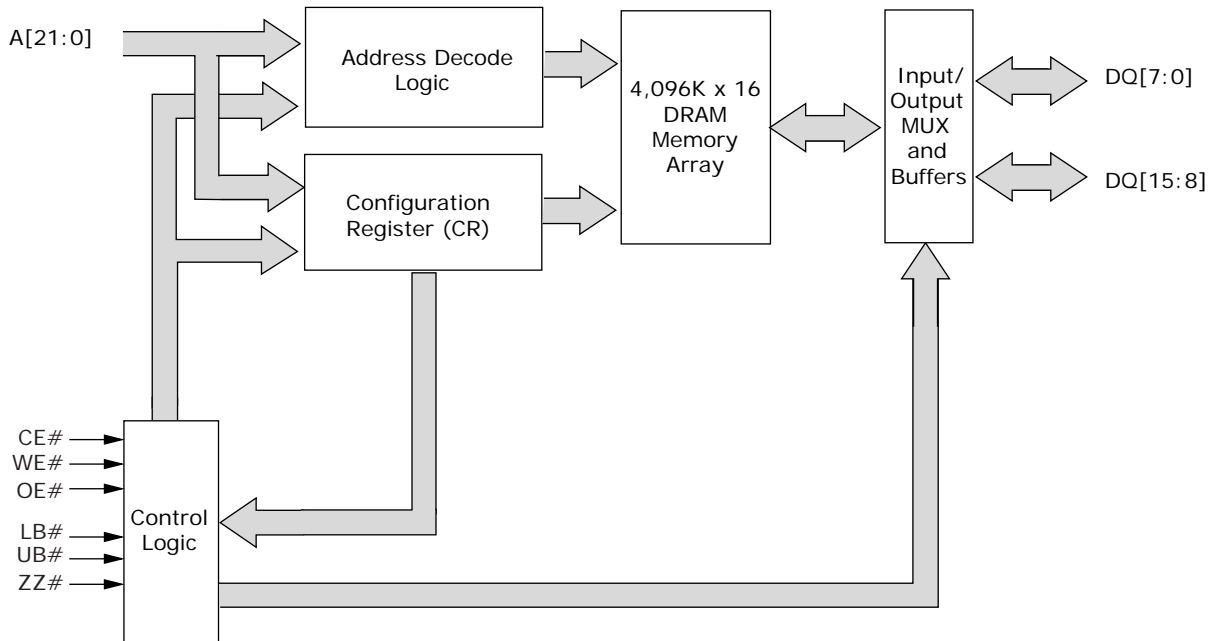 A[21:0]
Address Decode
Logic
4,096K x 16
DRAM
Memory
Array
Input/
Output
MUX
and
Buffers
DQ[7:0]
DQ[15:8]
Configuration
Register (CR)
CE#
WE#
OE#
LB#
UB#
ZZ#
Control
Logic